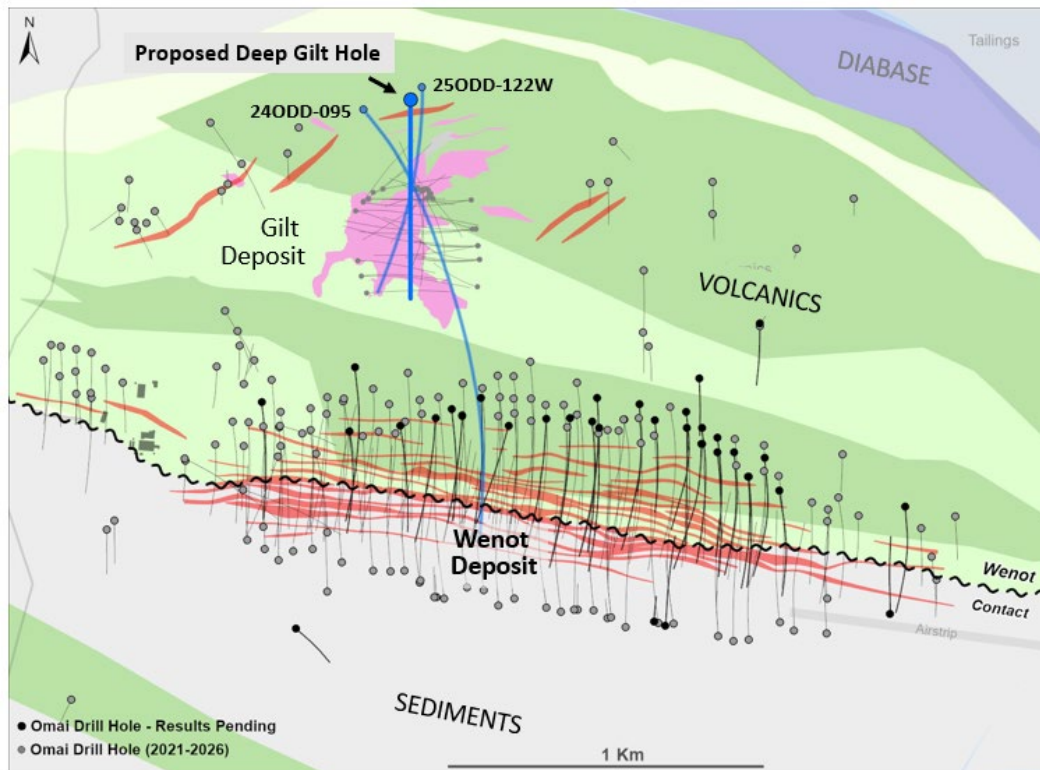 N
Tailings
DIABASE
Proposed Deep Gilt Hole
25ODD-122W
24ODD-095
Gilt
Deposit
VOLCANICS
Wenot
Deposit
Wenot
Contact
Airstrip
SEDIMENTS
● Omai Drill Hole - Results Pending
● Omai Drill Hole (2021-2026)
1 Km